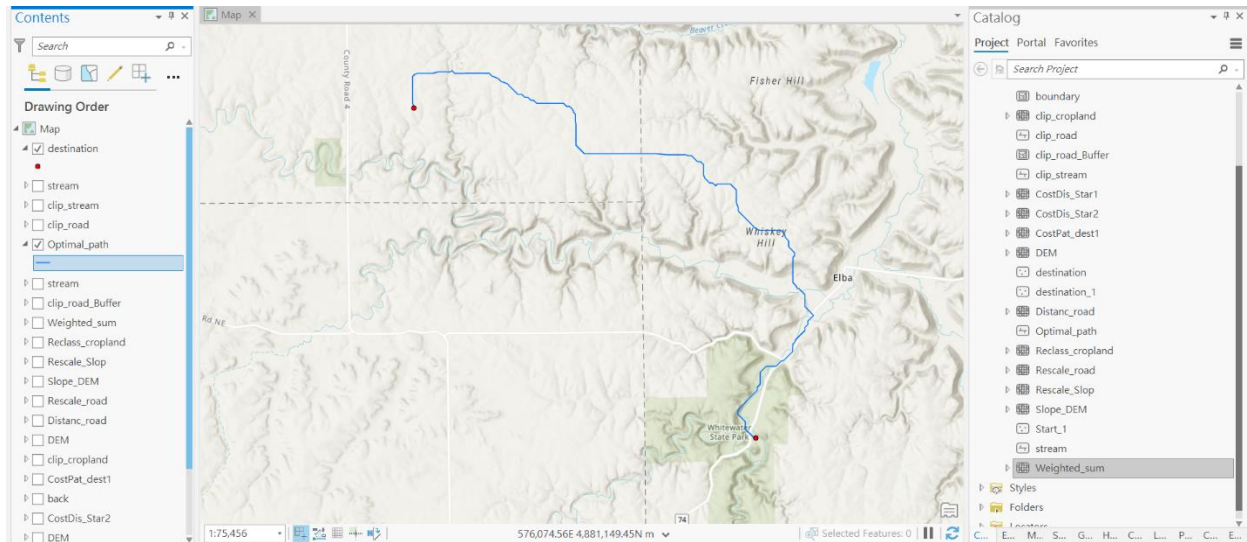 Contents
Search
Drawing Order
Map
destination
stream
clip_stream
clip_road
Optimal_path
stream
clip_road_Buffer
Weighted_sum
Reclass_cropland
Rescale_Slop
Slope_DEM
Rescale_road
Distanc_road
DEM
clip_cropland
CostPat_dest1
back
CostDis_Star2
DEM
Map
County Road 4
Fisher Hill
Whiskey
Hill
Elba
Rd NE
Whitewater
State Park
74
1:75,456
576,074.56E 4,881,149.45N m
Selected Features: 0
Catalog
Project Portal Favorites
Search Project
boundary
clip_cropland
clip_road
clip_road_Buffer
clip_stream
CostDis_Star1
CostDis_Star2
CostPat_dest1
DEM
destination
destination_1
Distanc_road
Optimal_path
Reclass_cropland
Rescale_road
Rescale_Slop
Slope_DEM
Start_1
stream
Weighted_sum
Styles
Folders
Locators
C... E... M... S... G... H... C... L... P... C... E...